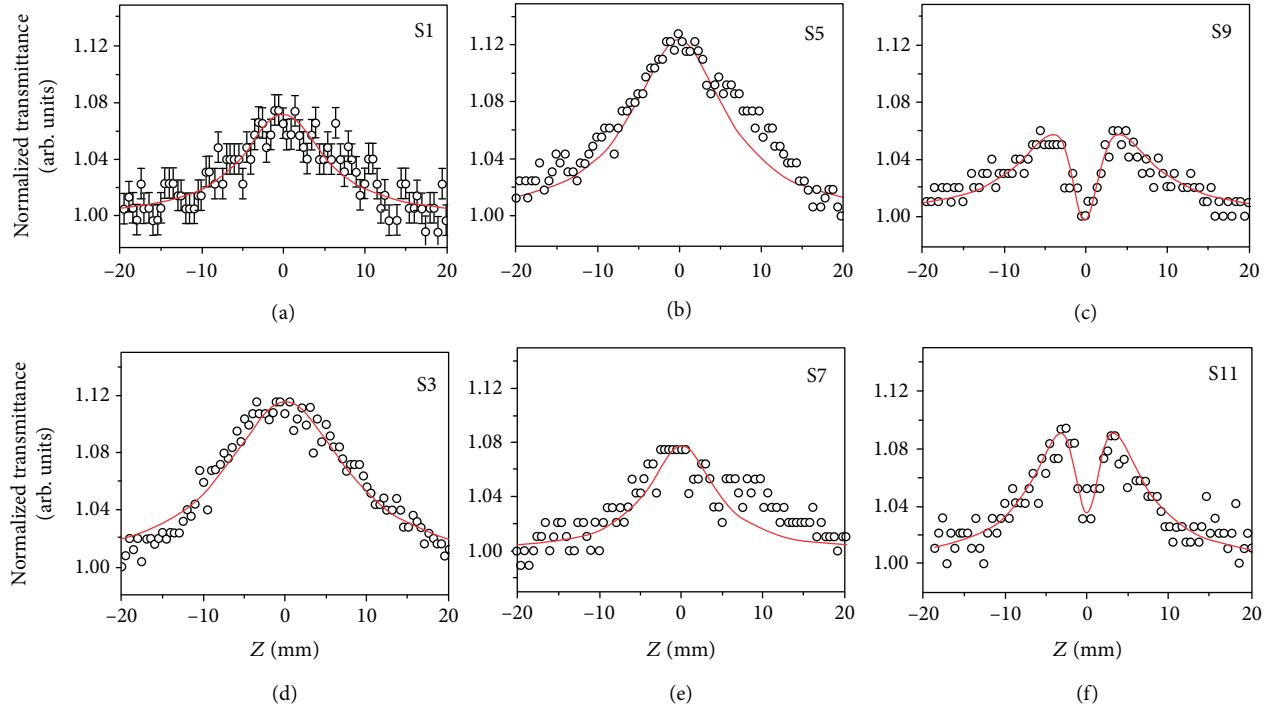 Normalized transmittance
(arb. units)
1.12
1.08
1.04
1.00
S1
−20 −10 0 10 20
(a)
1.12
1.08
1.04
1.00
S5
−20 −10 0 10 20
(b)
1.12
1.08
1.04
1.00
S9
−20 −10 0 10 20
(c)
Normalized transmittance
(arb. units)
1.12
1.08
1.04
1.00
S3
−20 −10 0 10 20
Z (mm)
(d)
1.12
1.08
1.04
1.00
S7
−20 −10 0 10 20
Z (mm)
(e)
1.12
1.08
1.04
1.00
S11
−20 −10 0 10 20
Z (mm)
(f)